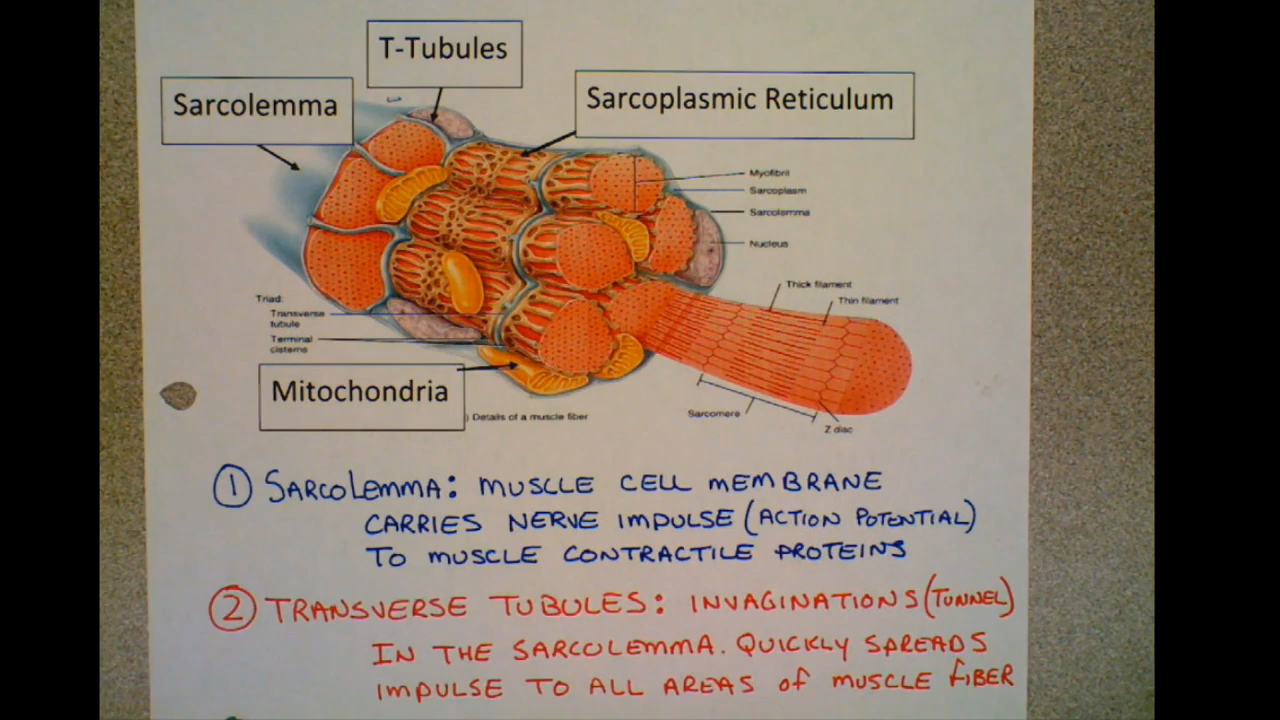 T-Tubules
Sarcolemma
Sarcoplasmic Reticulum
Myofibril
Sarcoplasm
Sarcolemma
Nucleus
Thick filament
Thin filament
Triad:
Transverse
tubule
Terminal
cisterns
Mitochondria
) Details of a muscle fiber
Sarcomere
Z disc
① SARCOLEMMA: MUSCLE CELL MEMBRANE
CARRIES NERVE IMPULSE (ACTION POTENTIAL)
TO MUSCLE CONTRACTILE PROTEINS
② TRANSVERSE TUBULES: INVAGINATIONS (TUNNEL)
IN THE SARCOLEMMA. QUICKLY SPREADS
IMPULSE TO ALL AREAS of MUSCLE FIBER